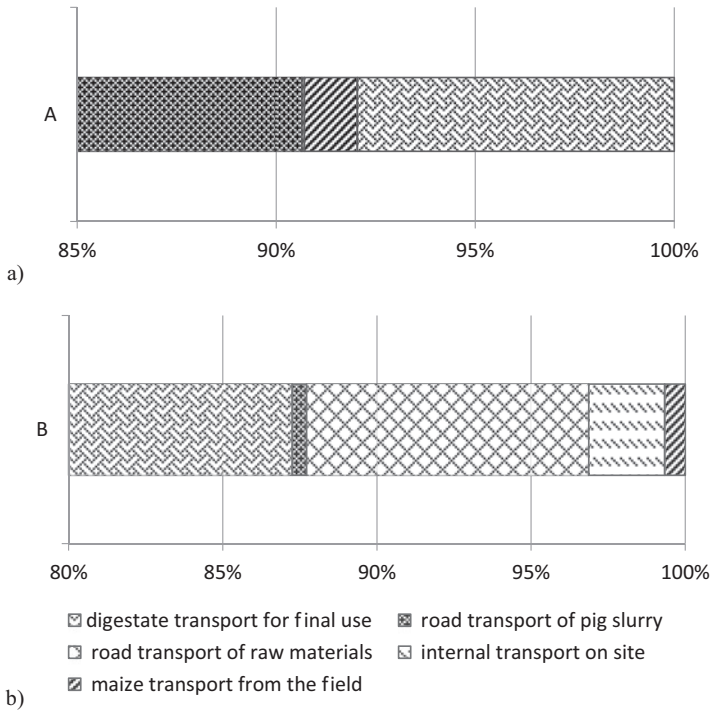 A
85% 90% 95% 100%
a)
B
80% 85% 90% 95% 100%
digestate transport for final use road transport of pig slurry
road transport of raw materials internal transport on site
maize transport from the field
b)